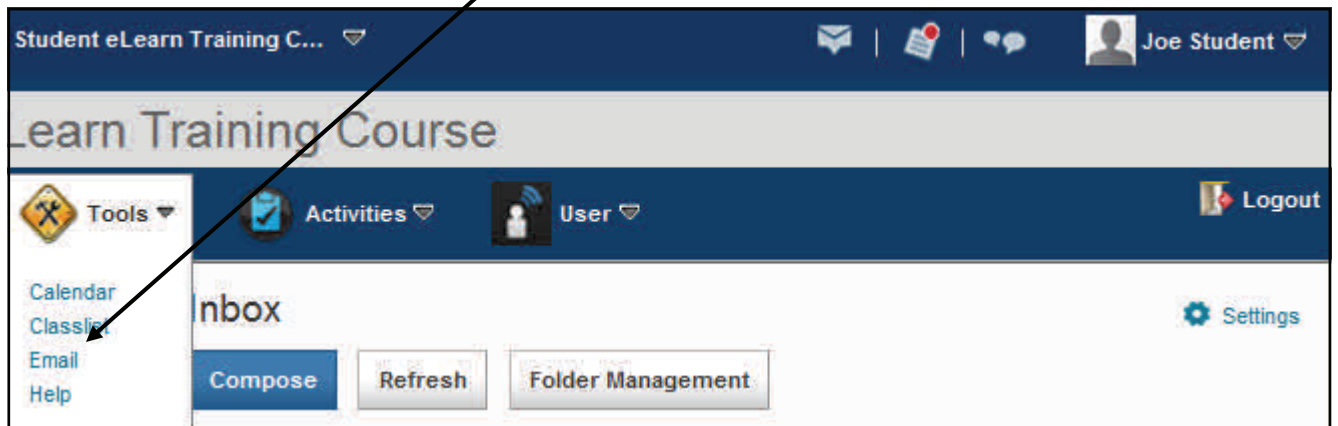 Student eLearn Training C...
Joe Student
Learn Training Course
Tools
Activities
User
Logout
Calendar
Inbox
Classlist
Settings
Email
Compose
Refresh
Folder Management
Help